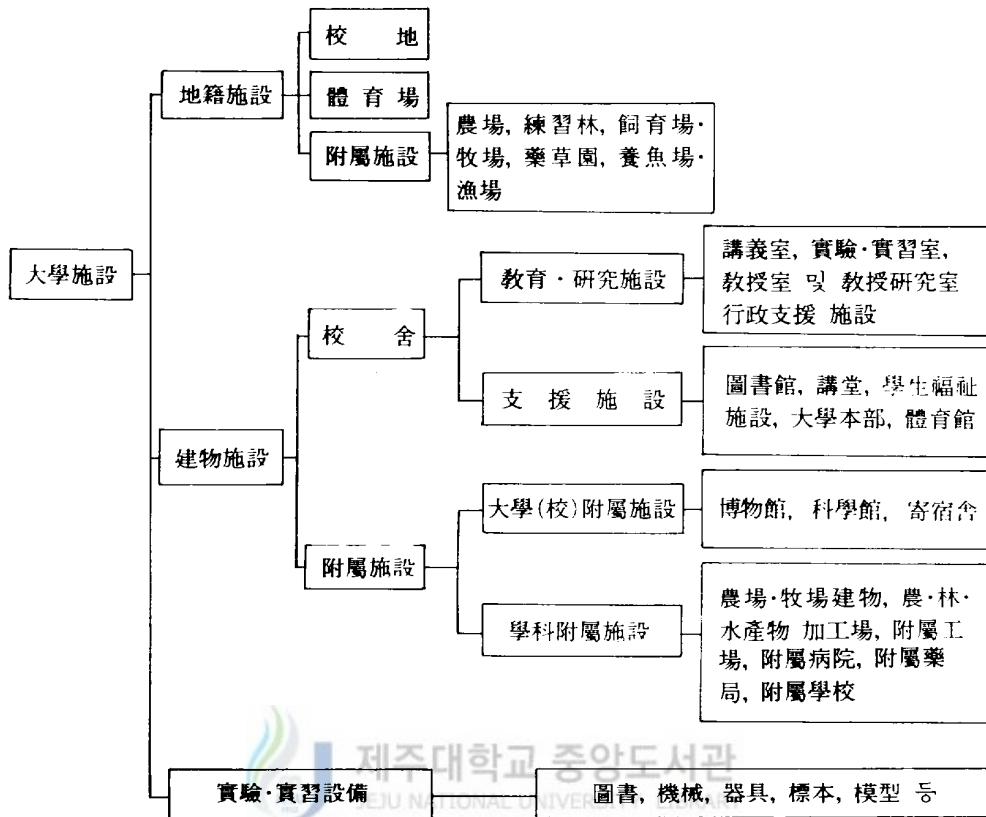 校 地
地籍施設
體育場
附屬施設
農場, 練習林, 飼育場·
牧場, 藥草園, 養魚場·
漁場
大學施設
校 舍
教育·研究施設
講義室, 實驗·實習室,
教授室 및 教授研究室
行政支援 施設
支援施設
圖書館, 講堂, 學生福祉
施設, 大學本部, 體育館
建物施設
附屬施設
大學(校)附屬施設
博物館, 科學館, 寄宿舍
學科附屬施設
農場·牧場建物, 農·林·
水產物 加工場, 附屬工
場, 附屬病院, 附屬藥
局, 附屬學校
제주대학교 중앙도서관
JEJU NATIONAL UNIVERSITY LIBRARY
實驗·實習設備
圖書, 機械, 器具, 標本, 模型 등